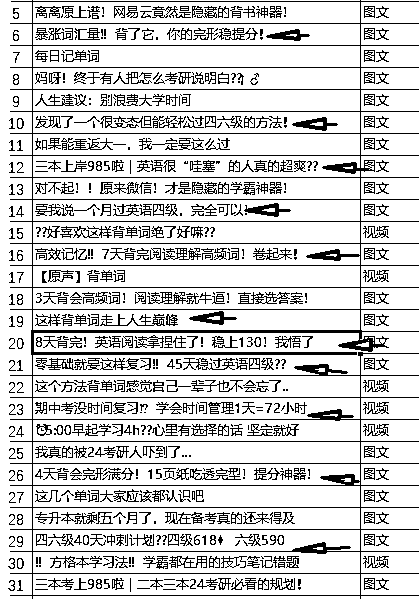 5 离离原上谱！网易云竟然是隐藏的背书神器！ 图文
6 暴涨词汇量‼ 背了它，你的完形稳提分！ 图文
7 每日记单词 图文
8 妈呀！终于有人把怎么考研说明白??♂ 图文
9 人生建议：别浪费大学时间 图文
10 发现了一个很变态但能轻松过四六级的方法！ 图文
11 如果能重返大一，我一定要这么过 图文
12 三本上岸985啦｜英语很“哇塞”的人真的超爽?? 图文
13 对不起！！原来微信！才是隐藏的学霸神器！ 图文
14 要我说一个月过英语四级，完全可以！ 图文
15 ??好喜欢这样背单词绝了好嘛?? 图文
16 高效记忆‼ 7天背完阅读理解高频词！卷起来！ 图文
17 【原声】背单词 视频
18 3天背会高频词！阅读理解就牛逼！直接选答案！ 图文
19 这样背单词走上人生巅峰 图文
20 8天背完！英语阅读拿捏住了！稳上130！我悟了 图文
21 零基础就要这样复习‼ 45天稳过英语四级?? 图文
22 这个方法背单词感觉自己一辈子也不会忘了.. 视频
23 期中考没时间复习⁉ 学会时间管理1天=72小时 视频
24 5:00早起学习4h??心里有选择的话 坚定就好 视频
25 我真的被24考研人吓到了... 图文
26 4天背会完形满分！15页纸吃透完型！提分神器！ 图文
27 这几个单词大家应该都认识吧 图文
28 专升本就剩五个月了，现在备考真的还来得及 图文
29 四六级40天冲刺计划??四级618♦ 六级590 图文
30 ‼ 方格本学习法‼ 学霸都在用的技巧笔记错题 视频
31 三本考上985啦｜二本三本24考研必看的规划！ 图文